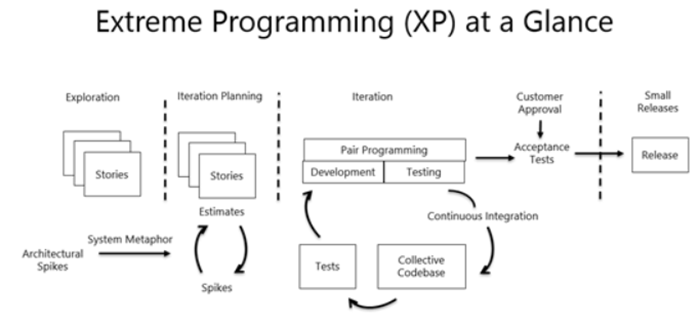 Extreme Programming (XP) at a Glance
Exploration
Iteration Planning
Iteration
Customer
Approval
Small
Releases
Stories
Stories
Pair Programming
Development
Testing
Acceptance
Tests
Release
Estimates
Continuous Integration
System Metaphor
Architectural
Spikes
Spikes
Tests
Collective
Codebase